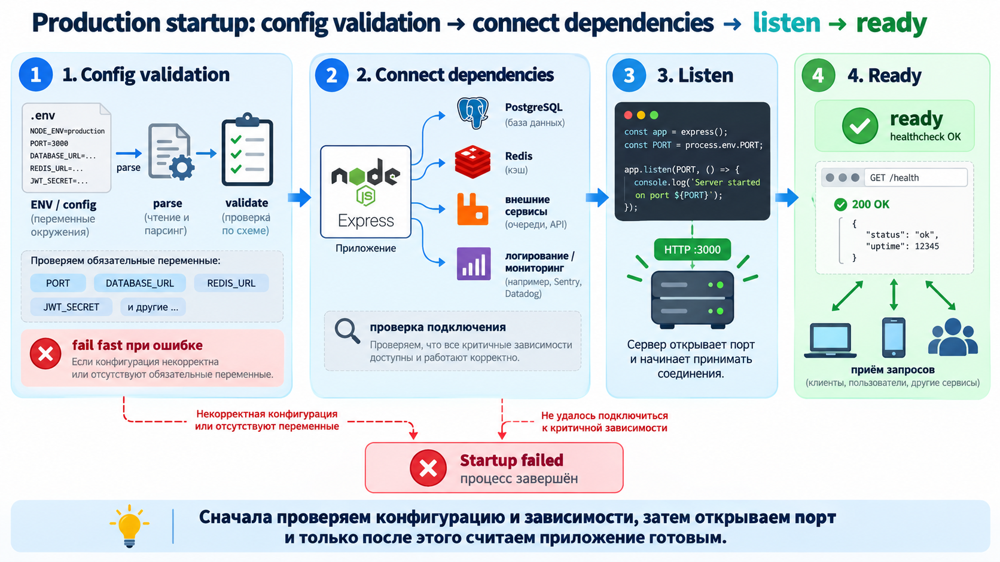 Production startup: config validation → connect dependencies → listen → ready
1
1. Config validation
.env
NODE_ENV=production
PORT=3000
DATABASE_URL=...
REDIS_URL=...
JWT_SECRET=...
parse
ENV / config
(переменные
окружения)
parse
(чтение и
парсинг)
validate
(проверка
по схеме)
Проверяем обязательные переменные:
PORT
DATABASE_URL
REDIS_URL
JWT_SECRET
и другие ...
fail fast при ошибке
Если конфигурация некорректна
или отсутствуют обязательные переменные.
2
2. Connect dependencies
node
JS
Express
Приложение
PostgreSQL
(база данных)
Redis
(кэш)
внешние
сервисы
(очереди, API)
логирование /
мониторинг
(например, Sentry,
Datadog)
проверка подключения
Проверяем, что все критичные зависимости
доступны и работают корректно.
3
3. Listen
const app = express();
const PORT = process.env.PORT;
app.listen(PORT, () => {
console.log('Server started
on port ${PORT}');
});
HTTP :3000
Сервер открывает порт
и начинает принимать
соединения.
4
4. Ready
ready
healthcheck OK
GET /health
200 OK
{
"status": "ok",
"uptime": 12345
}
приём запросов
(клиенты, пользователи, другие сервисы)
Некорректная конфигурация
или отсутствуют переменные
Не удалось подключиться
к критичной зависимости
Startup failed
процесс завершён
Сначала проверяем конфигурацию и зависимости, затем открываем порт
и только после этого считаем приложение готовым.